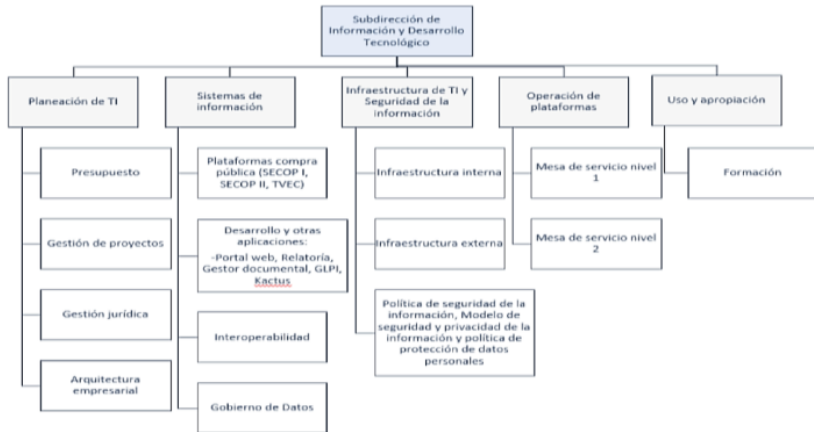 Subdirección de
Información y Desarrollo
Tecnológico
Planeación de TI
Sistemas de
información
Infraestructura de TI y
Seguridad de la
información
Operación de
plataformas
Uso y apropiación
Presupuesto
Gestión de proyectos
Gestión jurídica
Arquitectura
empresarial
Plataformas compra
pública (SECOP I,
SECOP II, TVEC)
Desarrollo y otras
aplicaciones:
-Portal web, Relatoría,
Gestor documental, GLPI,
Kactus
Interoperabilidad
Gobierno de Datos
Infraestructura interna
Infraestructura externa
Política de seguridad de la
información, Modelo de
seguridad y privacidad de la
información y política de
protección de datos
personales
Mesa de servicio nivel
1
Mesa de servicio nivel
2
Formación